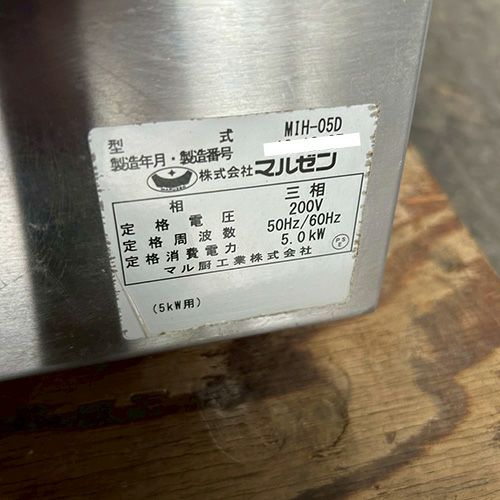 型 式 MIH-05D
製造年月・製造番号
株式会社マルゼン
相 三相
定格電圧 200V
定格周波数 50Hz/60Hz
定格消費電力 5.0kW
PSE
マル厨工業株式会社
(5kW用)